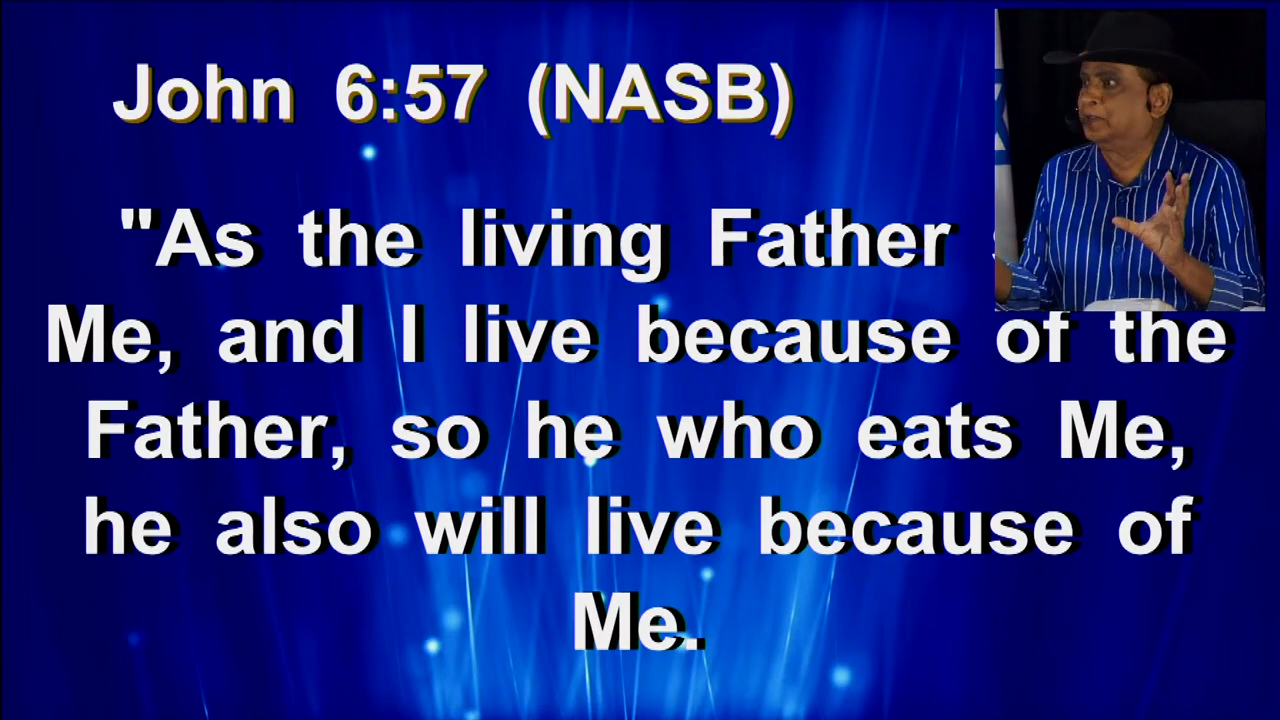 John 6:57 (NASB)
"As the living Father
Me, and I live because of the
Father, so he who eats Me,
he also will live because of
Me.